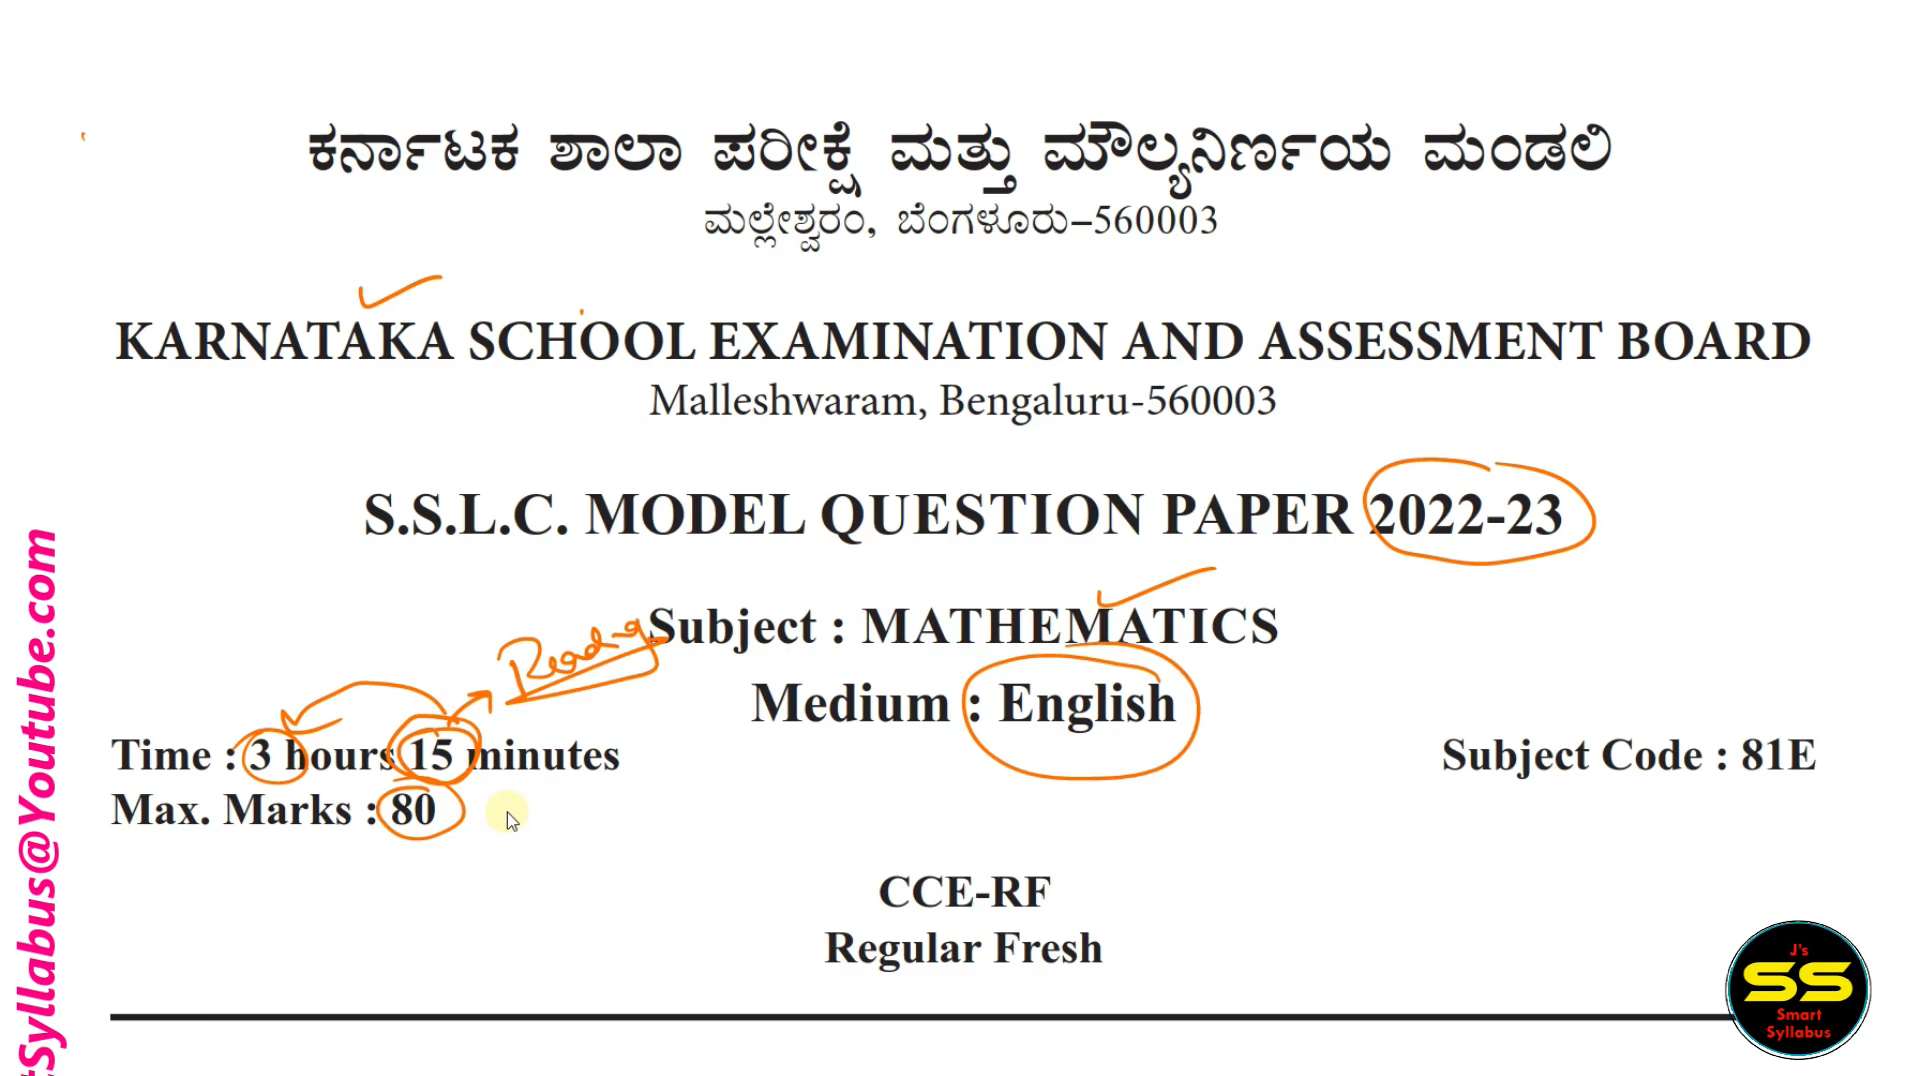 ಕರ್ನಾಟಕ ಶಾಲಾ ಪರೀಕ್ಷೆ ಮತ್ತು ಮೌಲ್ಯನಿರ್ಣಯ ಮಂಡಲಿ
ಮಲ್ಲೇಶ್ವರಂ, ಬೆಂಗಳೂರು–560003
KARNATAKA SCHOOL EXAMINATION AND ASSESSMENT BOARD
Malleshwaram, Bengaluru-560003
S.S.L.C. MODEL QUESTION PAPER 2022-23
Subject : MATHEMATICS
Medium : English
Time : 3 hours 15 minutes
Subject Code : 81E
Max. Marks : 80
CCE-RF
Regular Fresh
Syllabus@Youtube.com
J's
SS
Smart
Syllabus